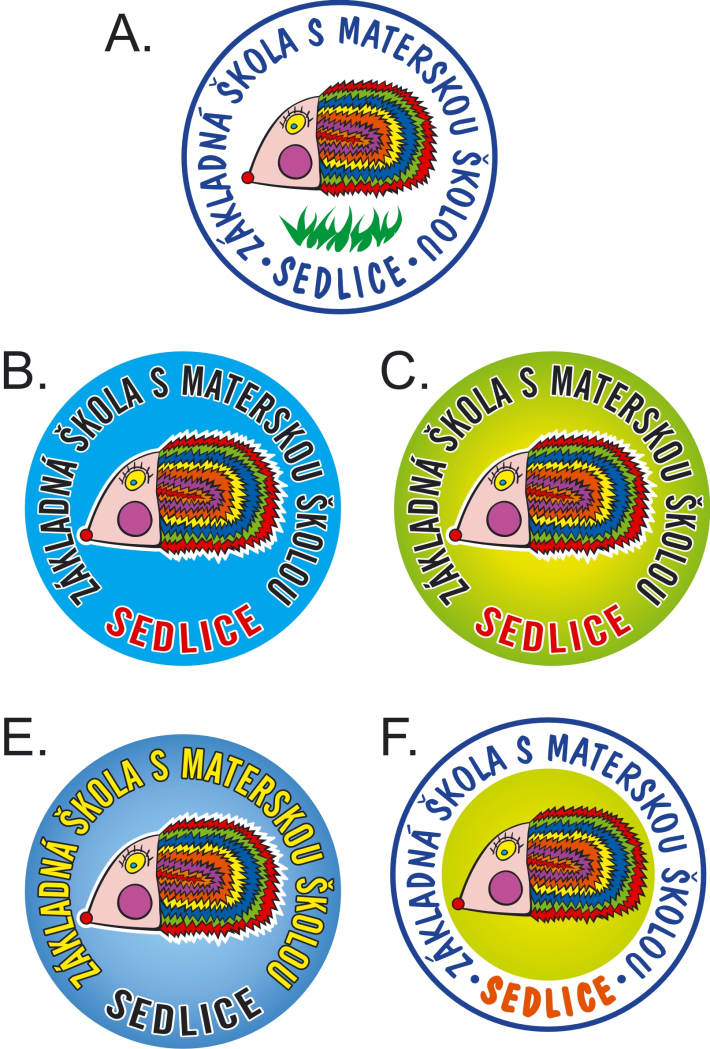 A.
ZÁKLADNÁ ŠKOLA S MATERSKOU ŠKOLOU
• SEDLICE •
B.
ZÁKLADNÁ ŠKOLA S MATERSKOU ŠKOLOU
SEDLICE
C.
ZÁKLADNÁ ŠKOLA S MATERSKOU ŠKOLOU
SEDLICE
E.
ZÁKLADNÁ ŠKOLA S MATERSKOU ŠKOLOU
SEDLICE
F.
ZÁKLADNÁ ŠKOLA S MATERSKOU ŠKOLOU
• SEDLICE •